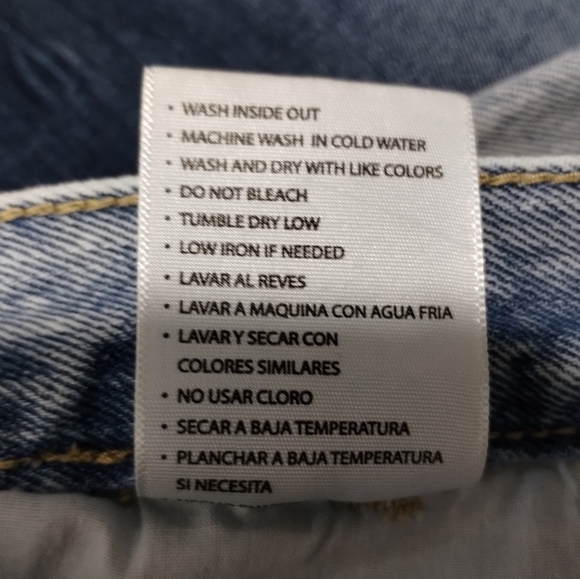 • WASH INSIDE OUT
• MACHINE WASH IN COLD WATER
• WASH AND DRY WITH LIKE COLORS
• DO NOT BLEACH
• TUMBLE DRY LOW
• LOW IRON IF NEEDED
• LAVAR AL REVES
• LAVAR A MAQUINA CON AGUA FRIA
• LAVAR Y SECAR CON
COLORES SIMILARES
• NO USAR CLORO
• SECAR A BAJA TEMPERATURA
• PLANCHAR A BAJA TEMPERATURA
SI NECESITA